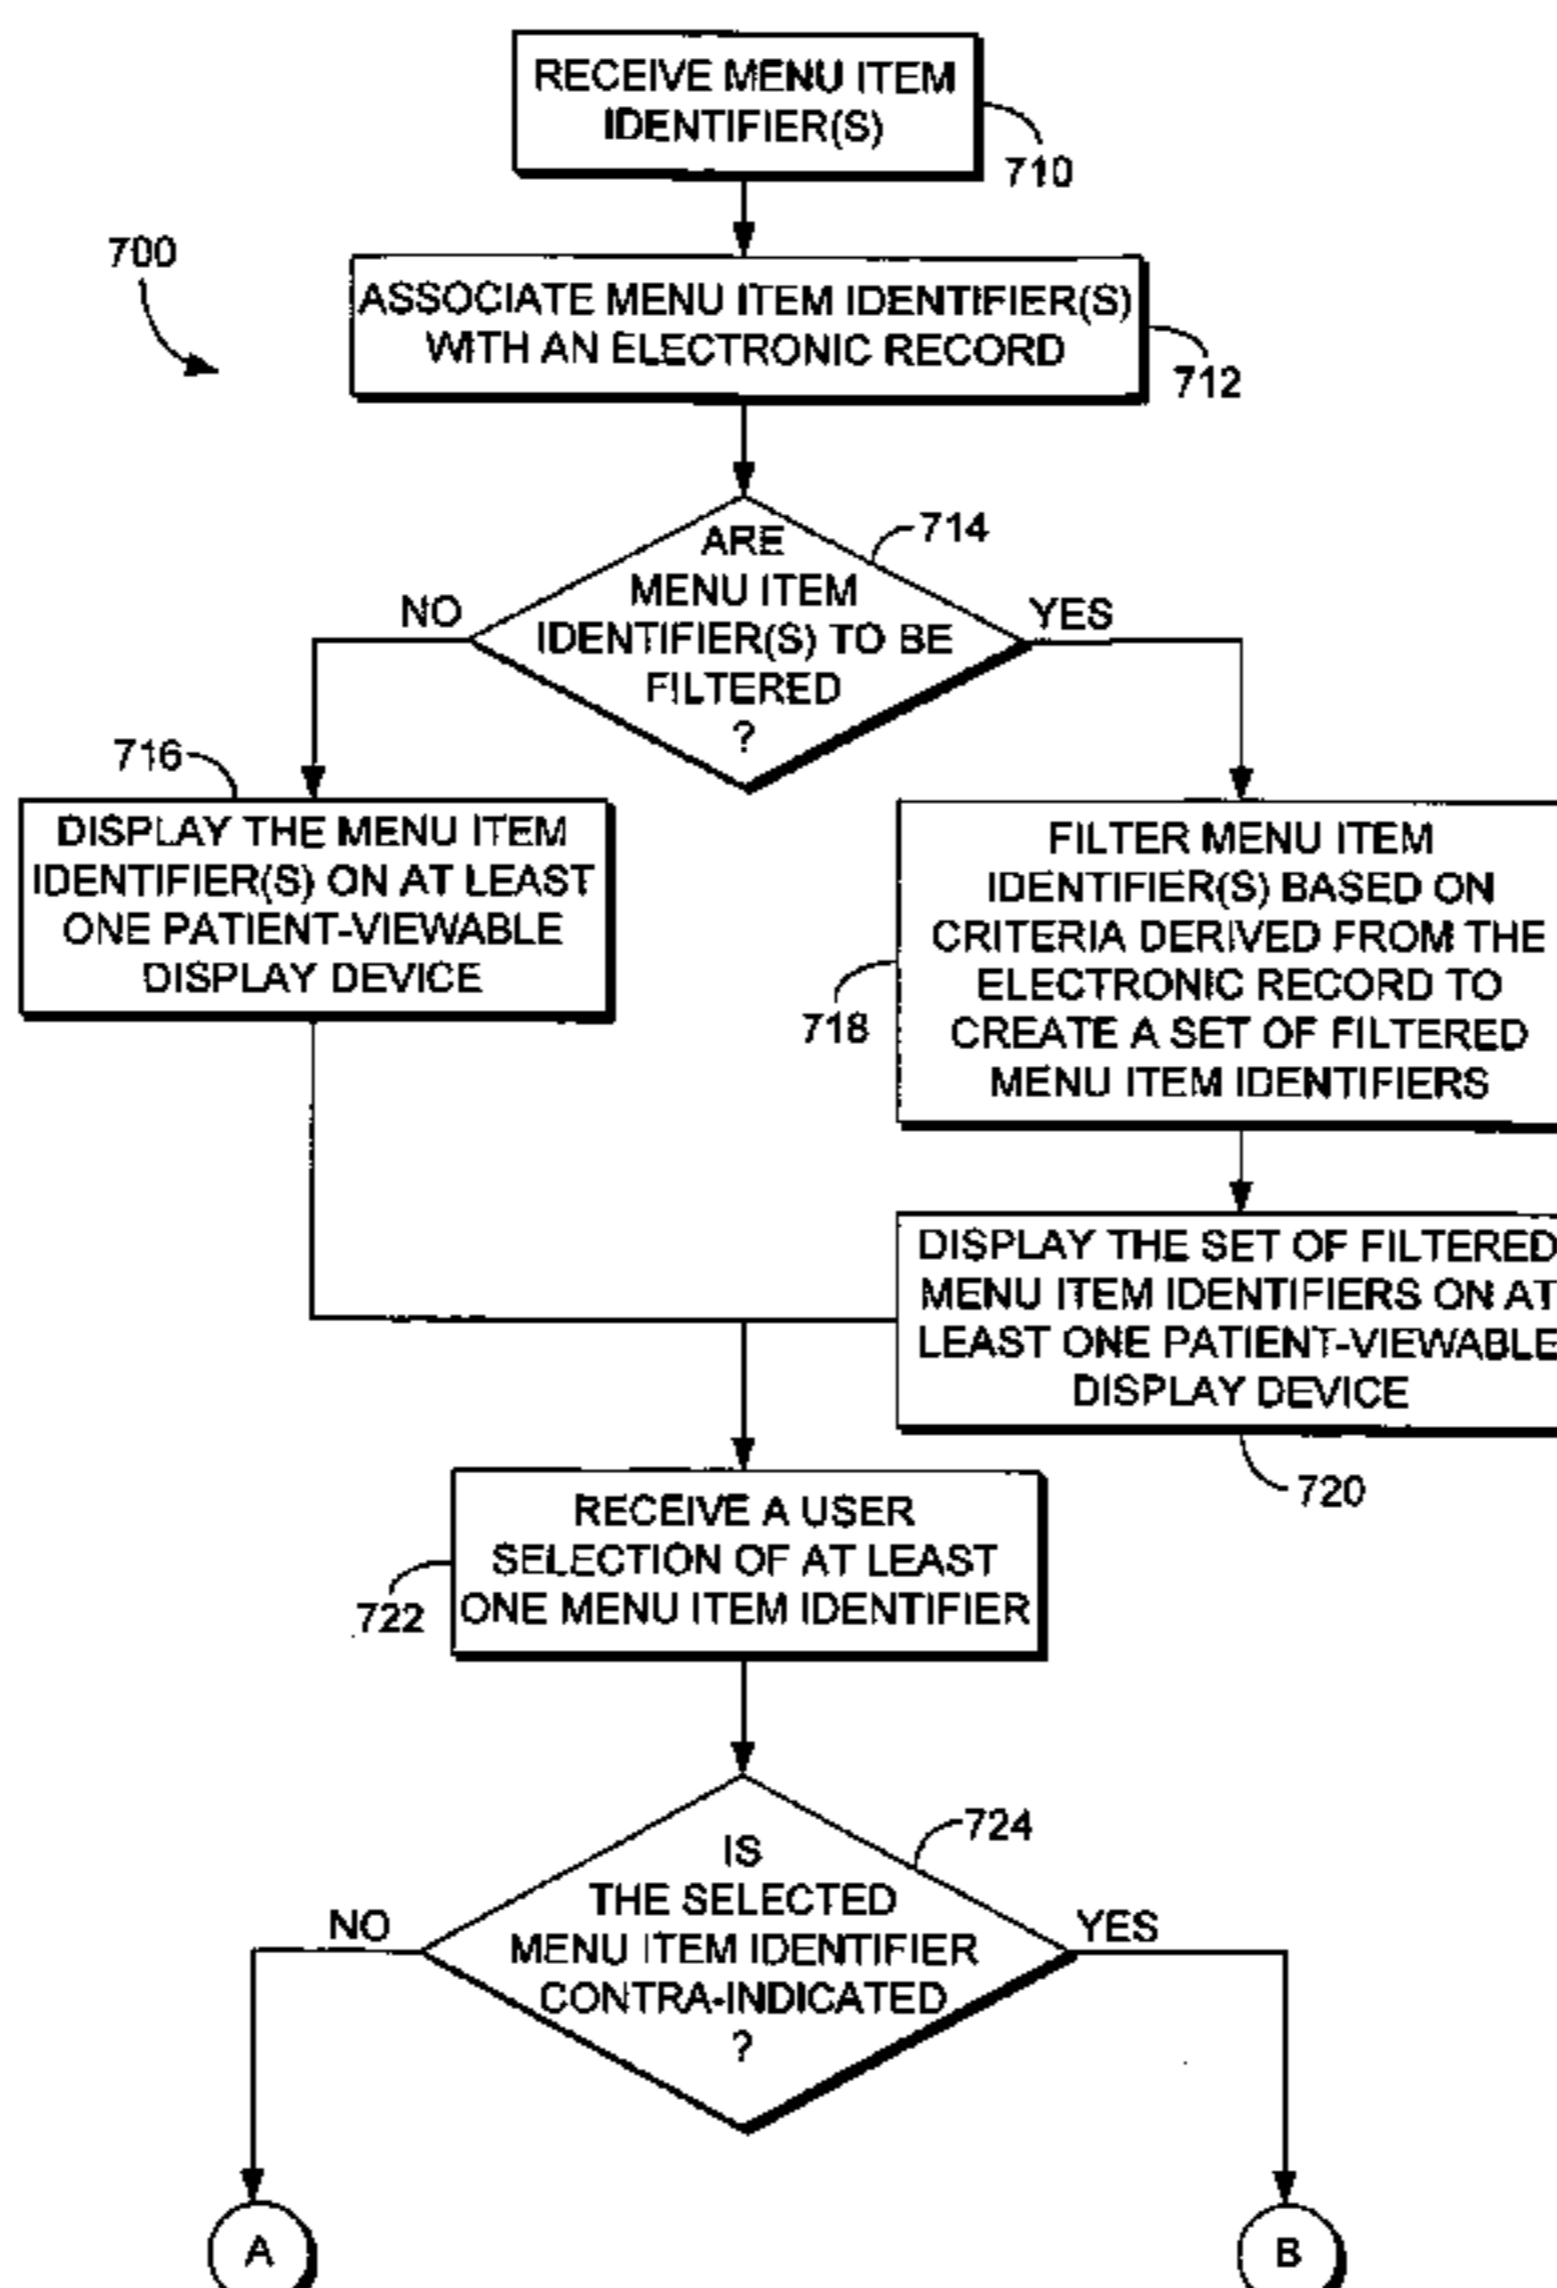 RECEIVE MENU ITEM
IDENTIFIER(S)
710
700
ASSOCIATE MENU ITEM IDENTIFIER(S)
WITH AN ELECTRONIC RECORD
712
714
ARE
MENU ITEM
IDENTIFIER(S) TO BE
FILTERED
?
NO
YES
716
DISPLAY THE MENU ITEM
IDENTIFIER(S) ON AT LEAST
ONE PATIENT-VIEWABLE
DISPLAY DEVICE
FILTER MENU ITEM
IDENTIFIER(S) BASED ON
CRITERIA DERIVED FROM THE
ELECTRONIC RECORD TO
CREATE A SET OF FILTERED
MENU ITEM IDENTIFIERS
718
DISPLAY THE SET OF FILTERED
MENU ITEM IDENTIFIERS ON AT
LEAST ONE PATIENT-VIEWABLE
DISPLAY DEVICE
720
RECEIVE A USER
SELECTION OF AT LEAST
ONE MENU ITEM IDENTIFIER
722
724
IS
THE SELECTED
MENU ITEM IDENTIFIER
CONTRA-INDICATED
?
NO
YES
A
B